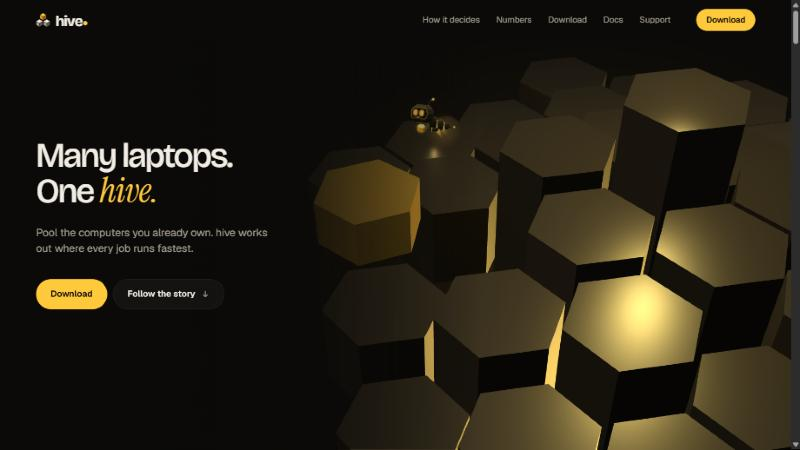 hive.
How it decides
Numbers
Download
Docs
Support
Download
Many laptops.
One hive.
Pool the computers you already own. hive works
out where every job runs fastest.
Download
Follow the story ↓